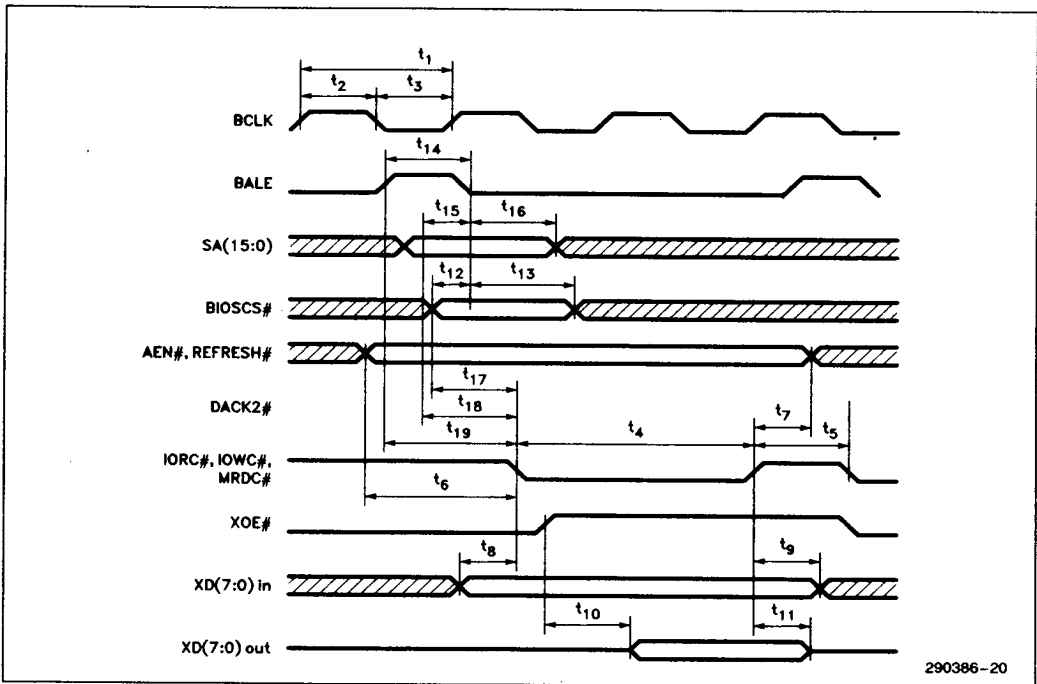 t1
t2 t3
BCLK
t14
BALE
t15 t16
SA(15:0)
t12 t13
BIOSCS#
AEN#, REFRESH#
t17
DACK2#
t18
t7
t19 t4 t5
IORC#, IOWC#,
MRDC#
t6
XOE#
t8 t9
XD(7:0) in
t10 t11
XD(7:0) out
290386-20